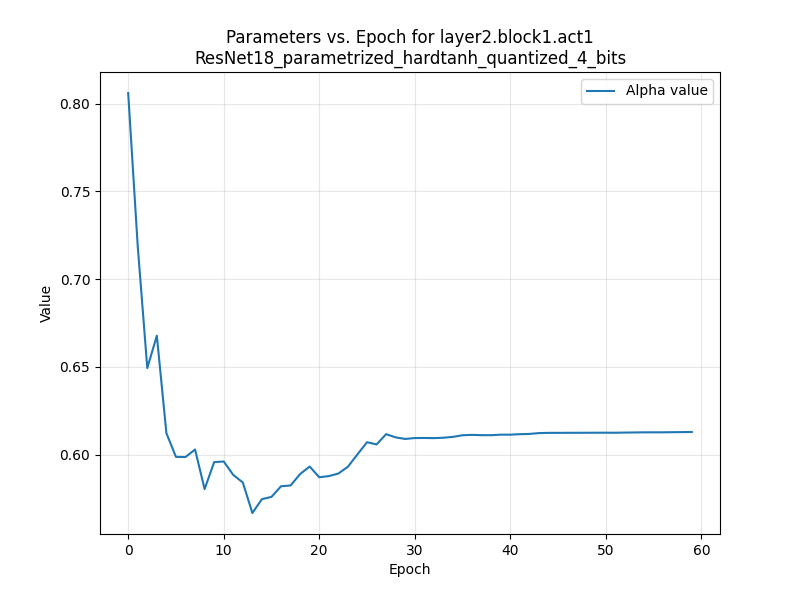 Parameters vs. Epoch for layer2.block1.act1
ResNet18_parametrized_hardtanh_quantized_4_bits
Alpha value
0.80
0.75
0.70
0.65
0.60
Value
0 10 20 30 40 50 60
Epoch